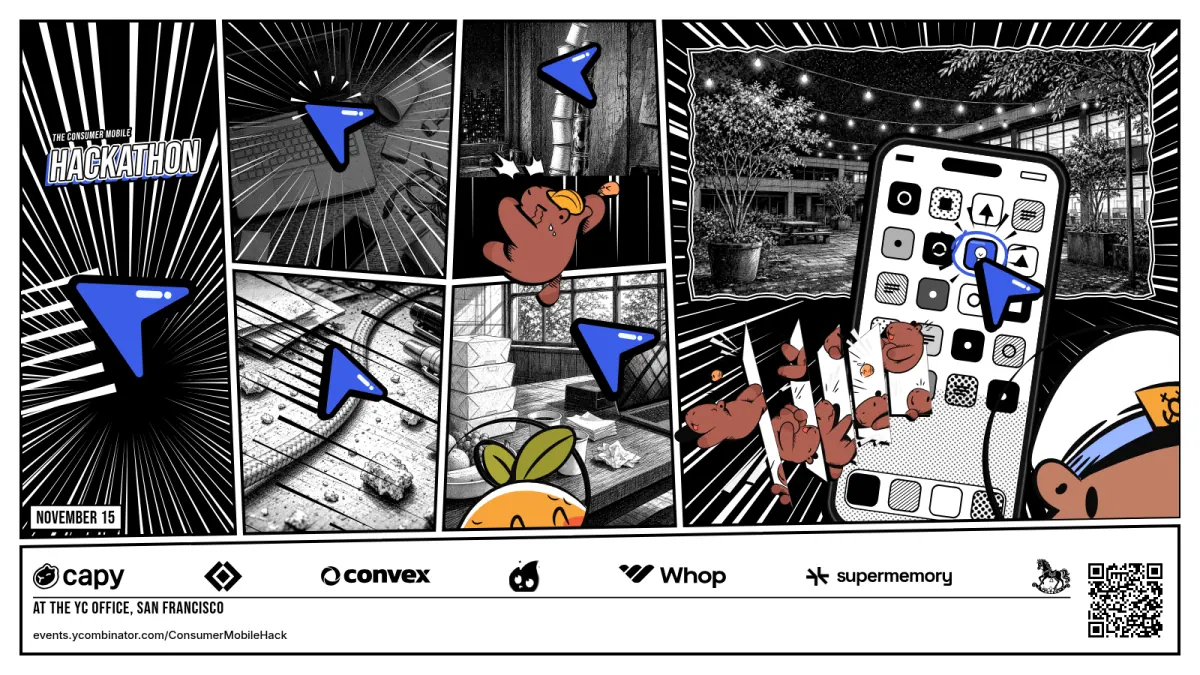 THE CONSUMER MOBILE
HACKATHON
NOVEMBER 15
capy
convex
Whop
supermemory
AT THE YC OFFICE, SAN FRANCISCO
events.ycombinator.com/ConsumerMobileHack